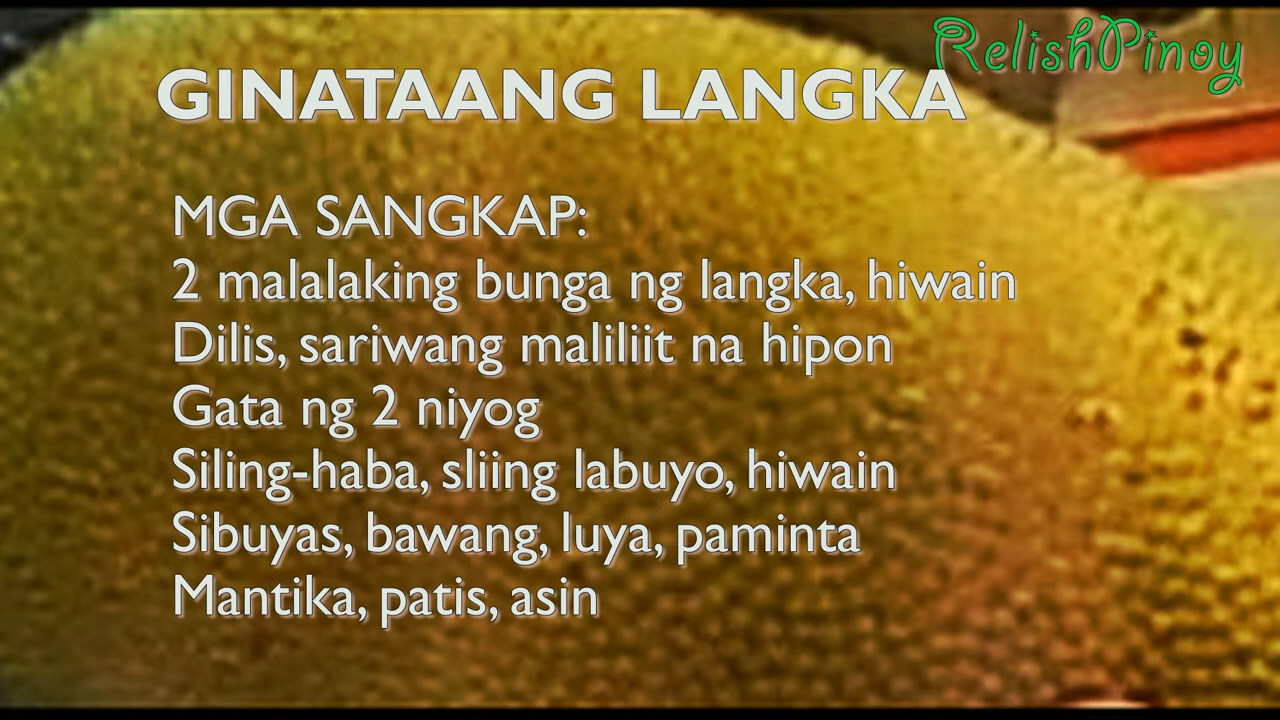 RelishPinoy
GINATAANG LANGKA
MGA SANGKAP:
2 malalaking bunga ng langka, hiwain
Dilis, sariwang maliliit na hipon
Gata ng 2 niyog
Siling-haba, sliing labuyo, hiwain
Sibuyas, bawang, luya, paminta
Mantika, patis, asin